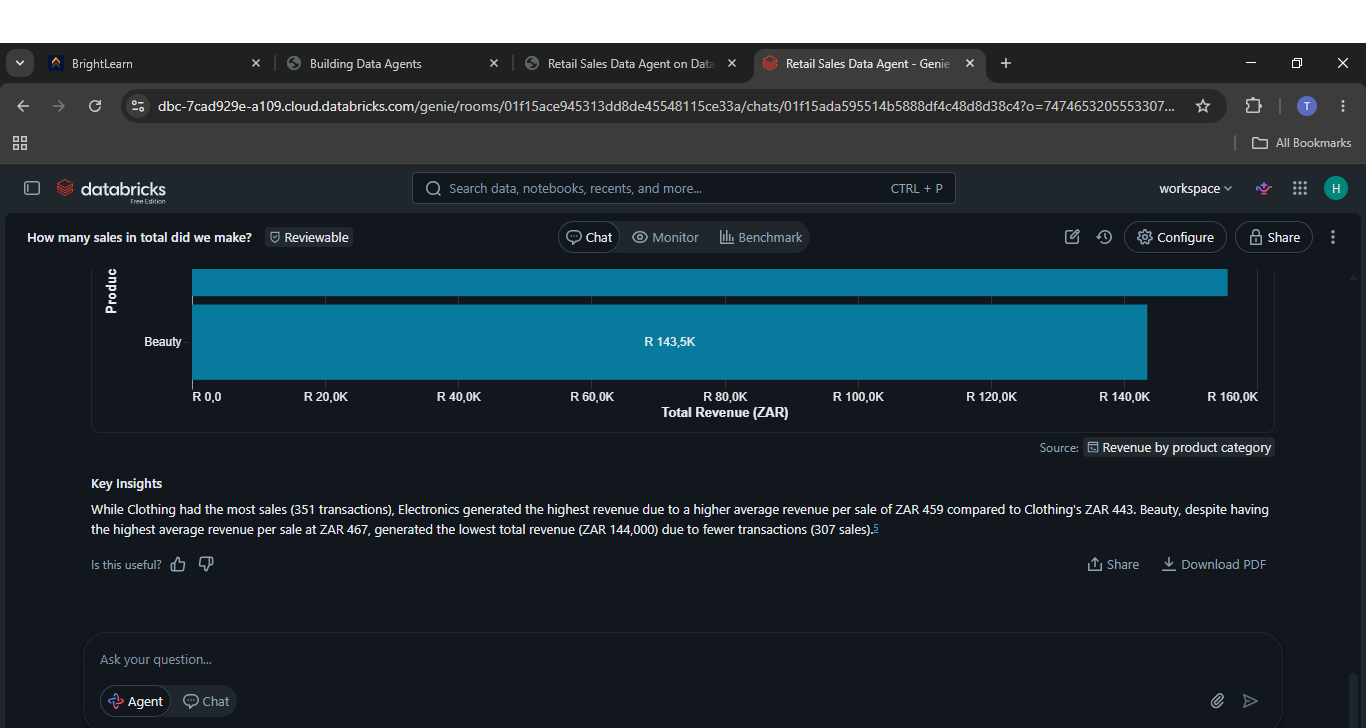 BrightLearn
Building Data Agents
Retail Sales Data Agent on Data
Retail Sales Data Agent - Genie
dbc-7cad929e-a109.cloud.databricks.com/genie/rooms/01f15ace945313dd8de45548115ce33a/chats/01f15ada595514b5888df4c48d8d38c4?o=7474653205553307...
T
All Bookmarks
databricks
Free Edition
Search data, notebooks, recents, and more...
CTRL + P
workspace
H
How many sales in total did we make?
Reviewable
Chat
Monitor
Benchmark
Configure
Share
Produc
Beauty
R 143,5K
R 0,0
R 20,0K
R 40,0K
R 60,0K
R 80,0K
R 100,0K
R 120,0K
R 140,0K
R 160,0K
Total Revenue (ZAR)
Source:
Revenue by product category
Key Insights
While Clothing had the most sales (351 transactions), Electronics generated the highest revenue due to a higher average revenue per sale of ZAR 459 compared to Clothing's ZAR 443. Beauty, despite having
the highest average revenue per sale at ZAR 467, generated the lowest total revenue (ZAR 144,000) due to fewer transactions (307 sales).5
Is this useful?
Share
Download PDF
Ask your question...
Agent
Chat